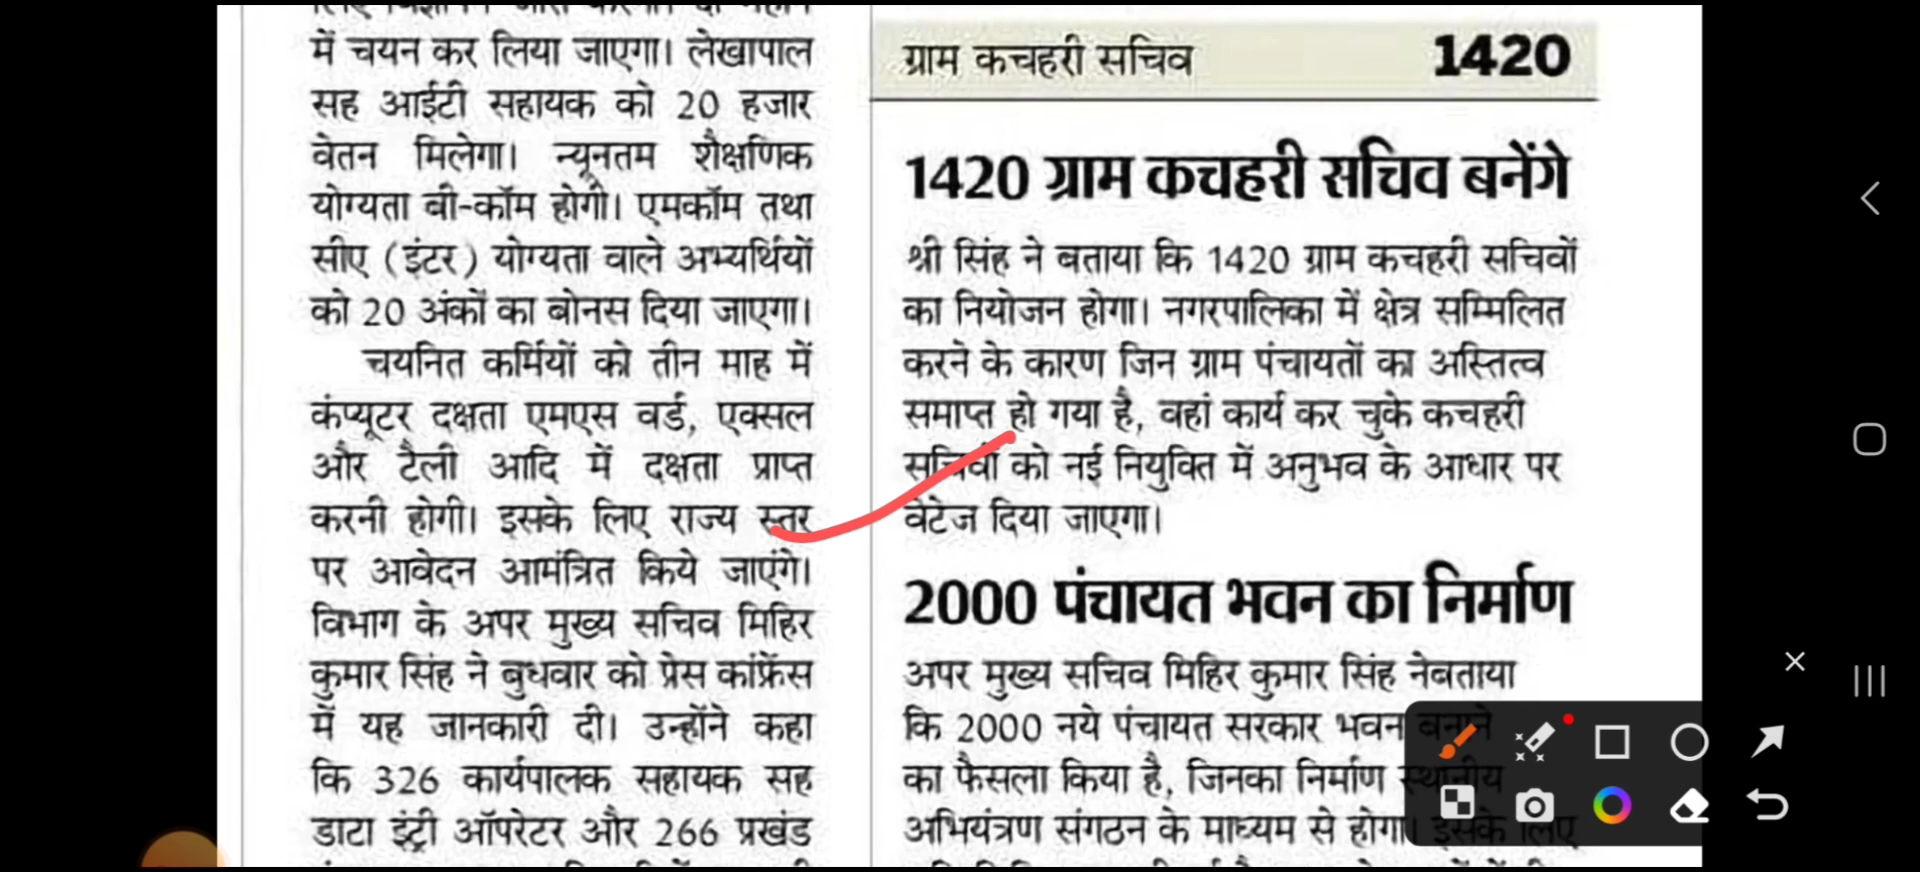 में चयन कर लिया जाएगा। लेखापाल
सह आईटी सहायक को 20 हजार
वेतन मिलेगा। न्यूनतम शैक्षणिक
योग्यता बी-कॉम होगी। एमकॉम तथा
सीए (इंटर) योग्यता वाले अभ्यर्थियों
को 20 अंकों का बोनस दिया जाएगा।
चयनित कर्मियों को तीन माह में
कंप्यूटर दक्षता एमएस वर्ड, एक्सल
और टैली आदि में दक्षता प्राप्त
करनी होगी। इसके लिए राज्य स्तर
पर आवेदन आमंत्रित किये जाएंगे।
विभाग के अपर मुख्य सचिव मिहिर
कुमार सिंह ने बुधवार को प्रेस कांफ्रेंस
में यह जानकारी दी। उन्होंने कहा
कि 326 कार्यपालक सहायक सह
डाटा इंट्री ऑपरेटर और 266 प्रखंड
ग्राम कचहरी सचिव 1420
1420 ग्राम कचहरी सचिव बनेंगे
श्री सिंह ने बताया कि 1420 ग्राम कचहरी सचिवों
का नियोजन होगा। नगरपालिका में क्षेत्र सम्मिलित
करने के कारण जिन ग्राम पंचायतों का अस्तित्व
समाप्त हो गया है, वहां कार्य कर चुके कचहरी
सचिवों को नई नियुक्ति में अनुभव के आधार पर
वेटेज दिया जाएगा।
2000 पंचायत भवन का निर्माण
अपर मुख्य सचिव मिहिर कुमार सिंह नेबताया
कि 2000 नये पंचायत सरकार भवन बनाने
का फैसला किया है, जिनका निर्माण स्थानीय
अभियंत्रण संगठन के माध्यम से होगा। इसके लिए